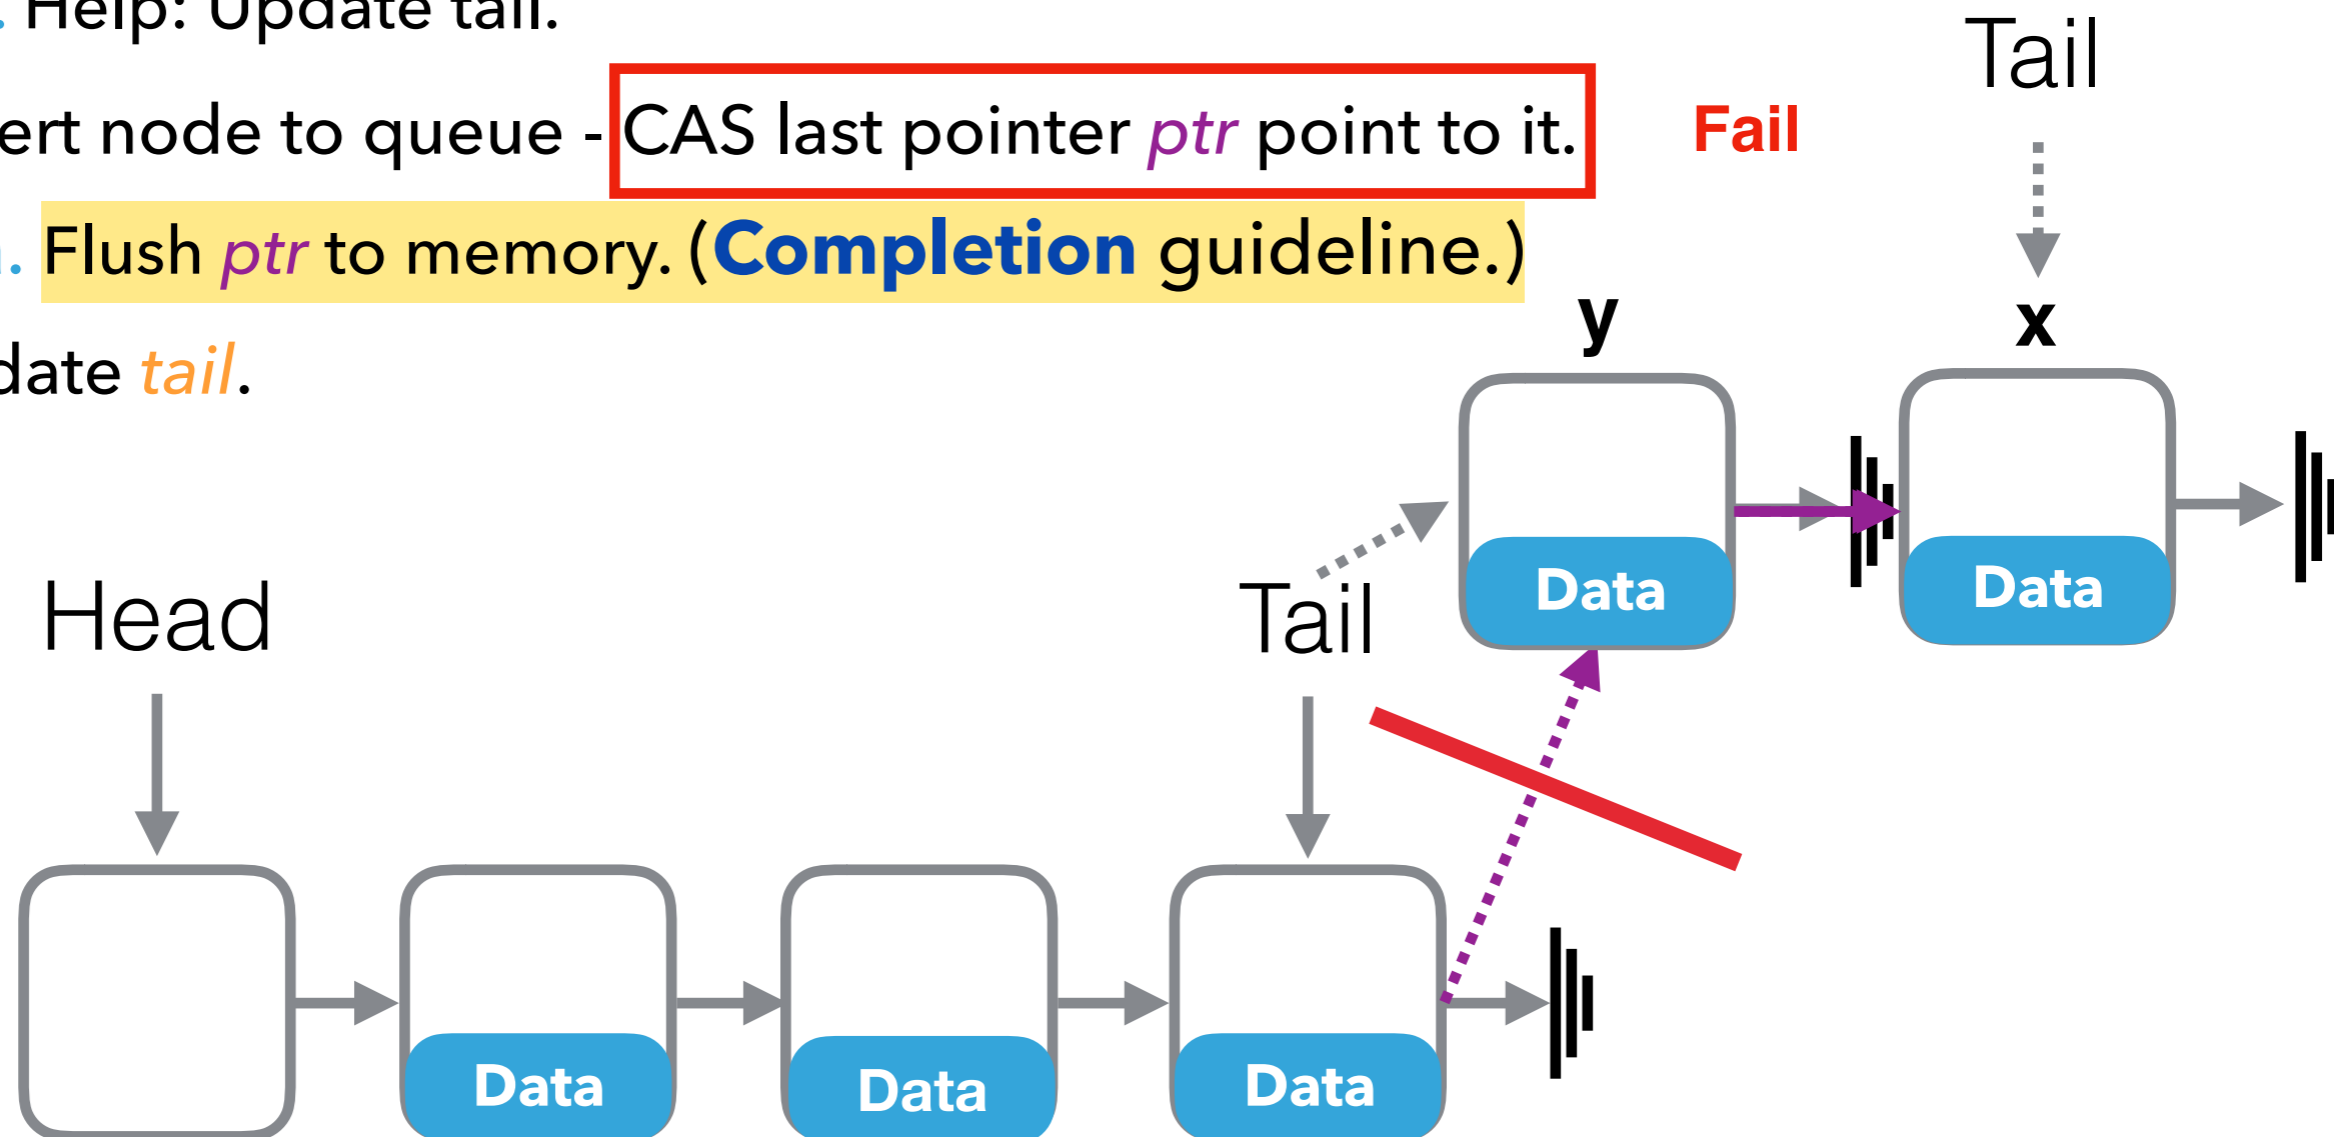 . Help: Update tail.
Tail
ert node to queue - CAS last pointer ptr point to it.
Fail
. Flush ptr to memory. (Completion guideline.)
y
x
date tail.
Data
Data
Head
Tail
Data
Data
Data